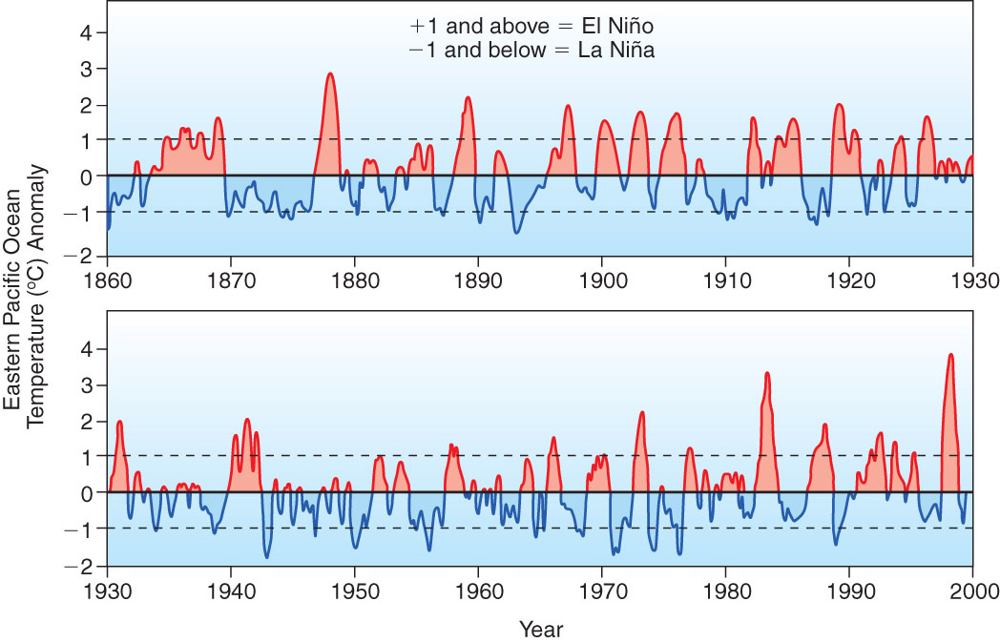 +1 and above = El Niño
−1 and below = La Niña
4
3
2
1
0
−1
−2
1860 1870 1880 1890 1900 1910 1920 1930
Eastern Pacific Ocean
Temperature (°C) Anomaly
4
3
2
1
0
−1
−2
1930 1940 1950 1960 1970 1980 1990 2000
Year